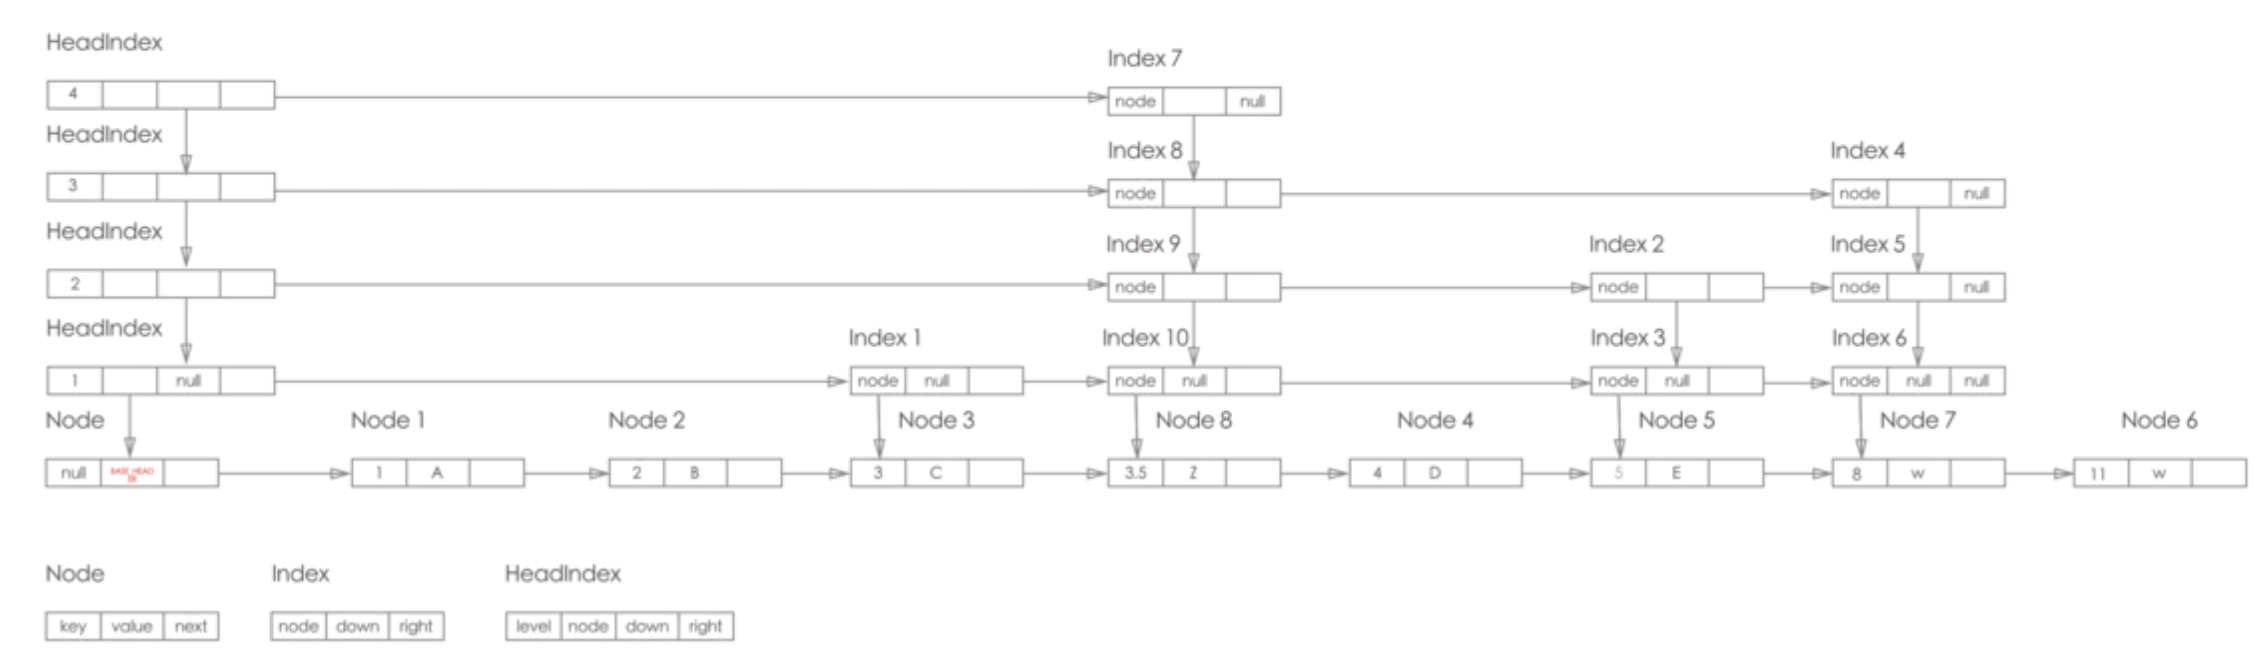 HeadIndex
Index 7
4
node null
HeadIndex
Index 8 Index 4
3
node node null
HeadIndex
Index 9 Index 2 Index 5
2
node node node null
HeadIndex
Index 1 Index 10 Index 3 Index 6
1 null node null node null node null node null null
Node Node 1 Node 2 Node 3 Node 8 Node 4 Node 5 Node 7 Node 6
null BASE_HEAD 1 A 2 B 3 C 3.5 Z 4 D 5 E 8 w 11 w
ER
Node Index HeadIndex
key value next node down right level node down right